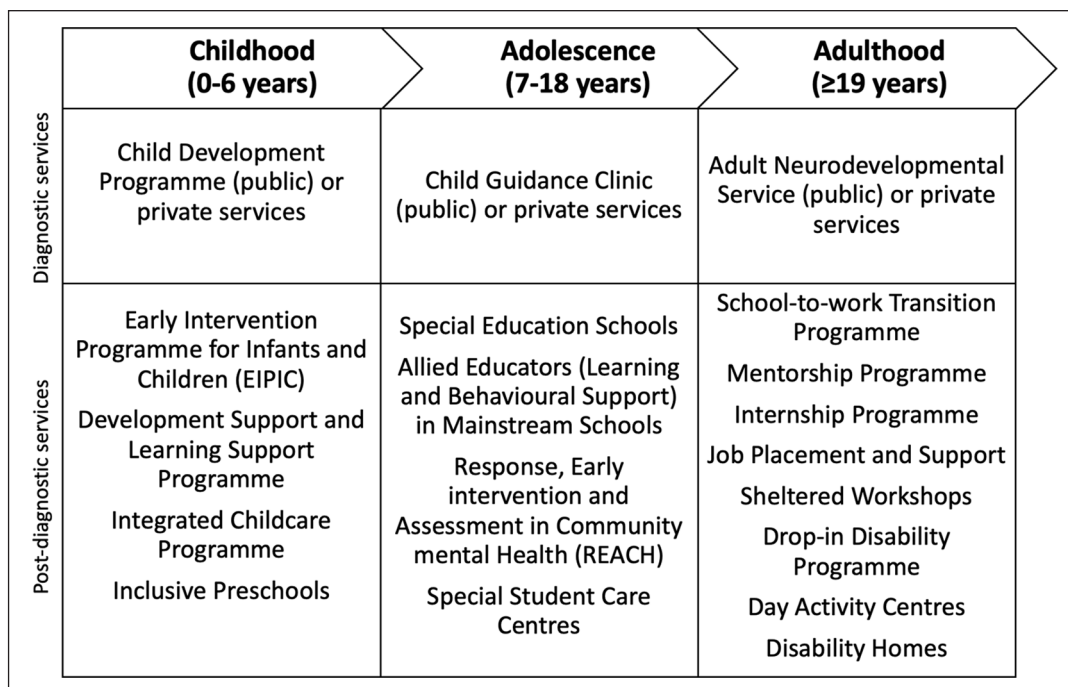 Childhood
(0-6 years)
Adolescence
(7-18 years)
Adulthood
(≥19 years)
Diagnostic services
Child Development
Programme (public) or
private services
Child Guidance Clinic
(public) or private services
Adult Neurodevelopmental
Service (public) or private
services
Post-diagnostic services
Early Intervention
Programme for Infants and
Children (EIPIC)
Development Support and
Learning Support
Programme
Integrated Childcare
Programme
Inclusive Preschools
Special Education Schools
Allied Educators (Learning
and Behavioural Support)
in Mainstream Schools
Response, Early
intervention and
Assessment in Community
mental Health (REACH)
Special Student Care
Centres
School-to-work Transition
Programme
Mentorship Programme
Internship Programme
Job Placement and Support
Sheltered Workshops
Drop-in Disability
Programme
Day Activity Centres
Disability Homes